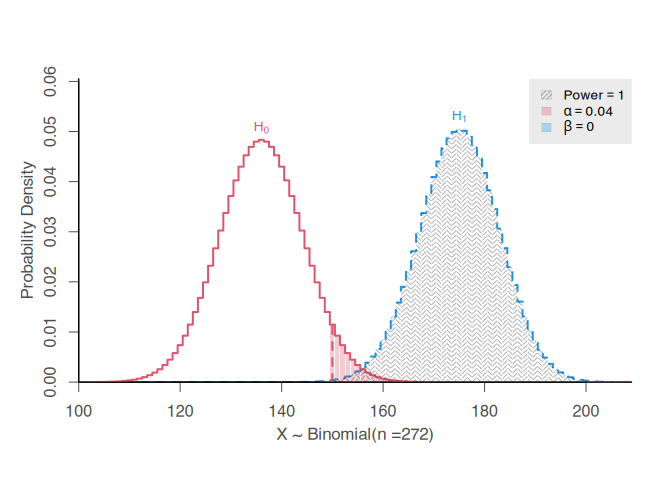 Power = 1
α = 0.04
β = 0
H0
H1
Probability Density
0.06
0.05
0.04
0.03
0.02
0.01
0.00
100 120 140 160 180 200
X ~ Binomial(n =272)